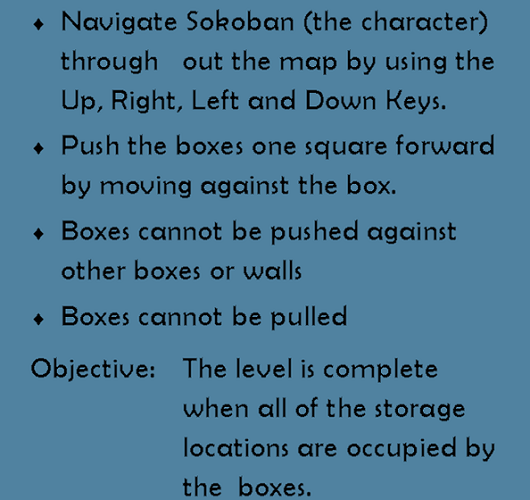 ♦ Navigate Sokoban (the character)
through out the map by using the
Up, Right, Left and Down Keys.
♦ Push the boxes one square forward
by moving against the box.
♦ Boxes cannot be pushed against
other boxes or walls
♦ Boxes cannot be pulled
Objective: The level is complete
when all of the storage
locations are occupied by
the boxes.